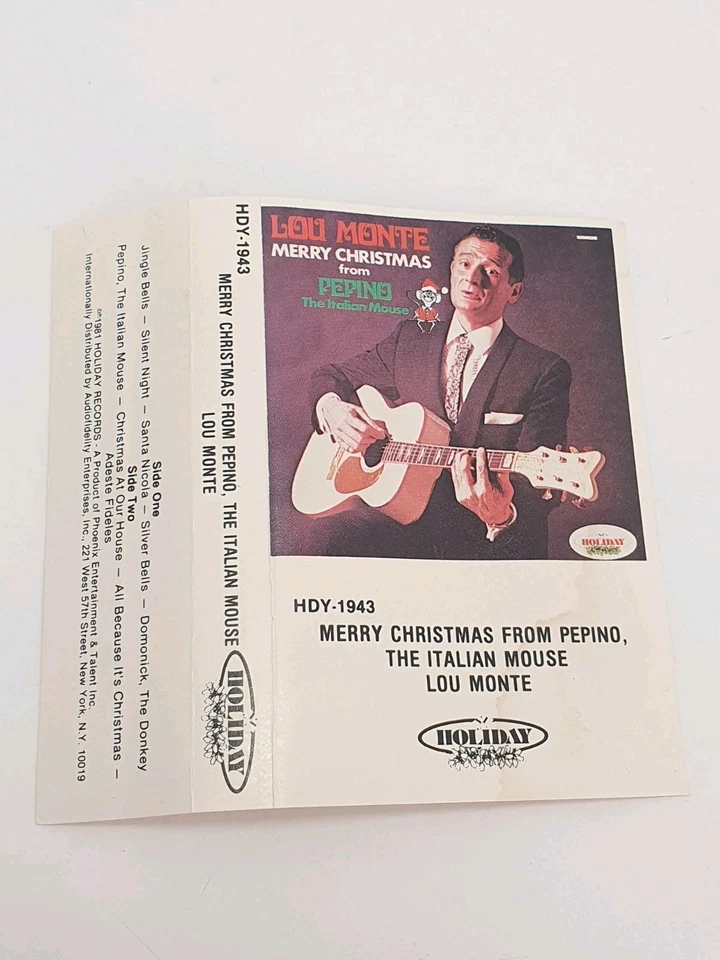 LOU MONTE
MERRY CHRISTMAS
from
PEPINO
The Italian Mouse
HOLIDAY
HDY-1943
MERRY CHRISTMAS FROM PEPINO,
THE ITALIAN MOUSE
LOU MONTE
HOLIDAY
HDY-1943
MERRY CHRISTMAS FROM PEPINO, THE ITALIAN MOUSE
LOU MONTE
HOLIDAY
Side One
Jingle Bells — Silent Night — Santa Nicola — Silver Bells — Domonick, The Donkey
Side Two
Pepino, The Italian Mouse — Christmas At Our House — All Because It's Christmas —
Adeste Fideles
©℗1981 HOLIDAY RECORDS - A Product of Phoenix Entertainment & Talent Inc.
Internationally Distributed by Audiofidelity Enterprises, Inc., 221 West 57th Street, New York, N.Y. 10019